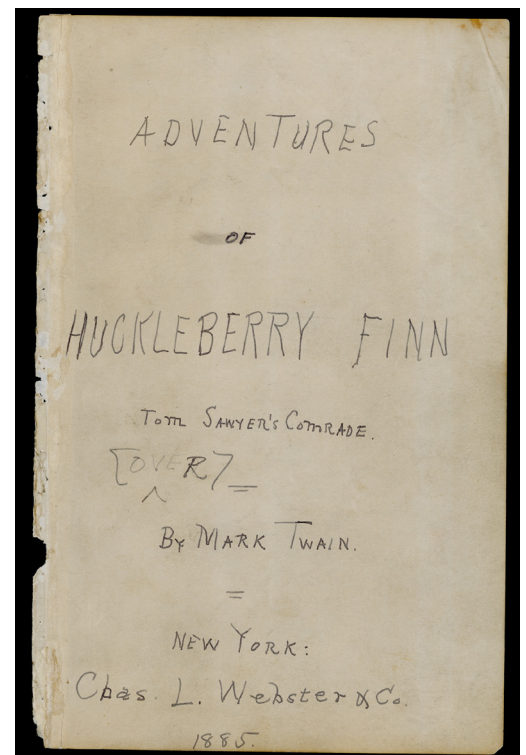 ADVENTURES
OF
HUCKLEBERRY FINN
Tom Sawyer's Comrade.
[OVER]
By Mark Twain.
New York:
Chas. L. Webster & Co.
1885.